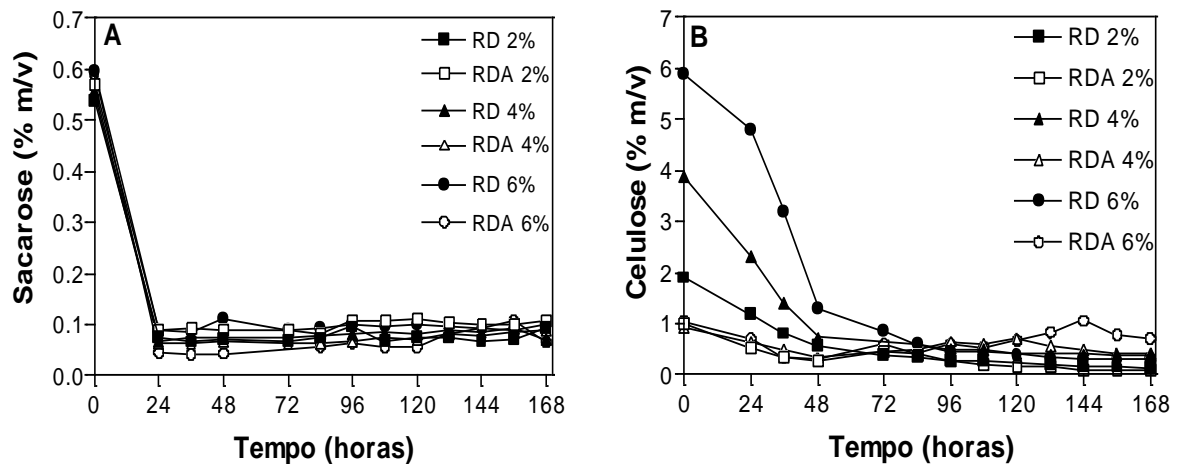 A
Sacarose (% m/v)
0.7
0.6
0.5
0.4
0.3
0.2
0.1
0.0
RD 2%
RDA 2%
RD 4%
RDA 4%
RD 6%
RDA 6%
0 24 48 72 96 120 144 168
Tempo (horas)
B
Celulose (% m/v)
7
6
5
4
3
2
1
0
RD 2%
RDA 2%
RD 4%
RDA 4%
RD 6%
RDA 6%
0 24 48 72 96 120 144 168
Tempo (horas)